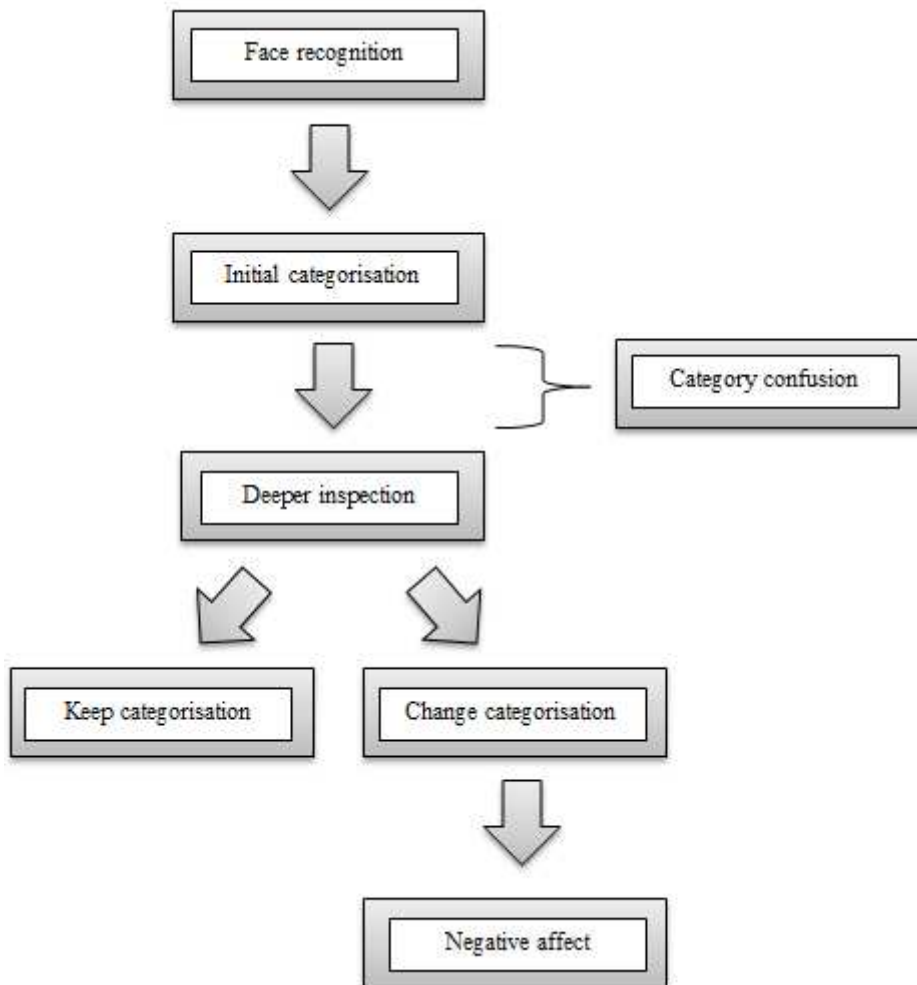 Face recognition
Initial categorisation
Category confusion
Deeper inspection
Keep categorisation
Change categorisation
Negative affect